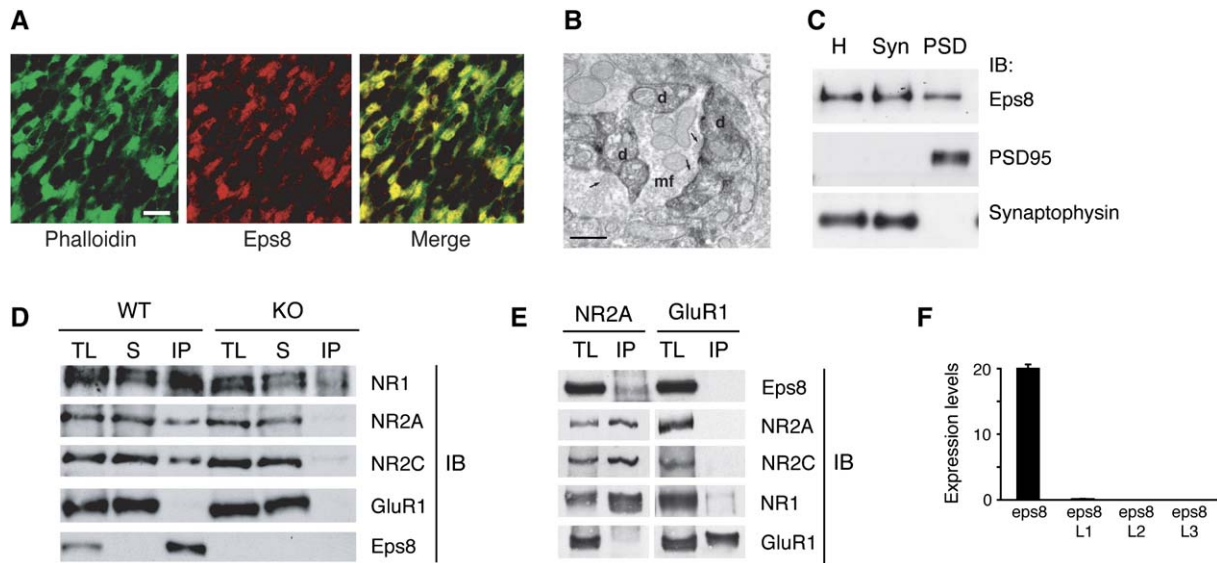 A
Phalloidin
Eps8
Merge
B
d
d
d
mf
C
H Syn PSD
IB:
Eps8
PSD95
Synaptophysin
D
WT KO
TL S IP TL S IP
NR1
NR2A
NR2C
GluR1
Eps8
IB
E
NR2A GluR1
TL IP TL IP
Eps8
NR2A
NR2C
NR1
GluR1
IB
F
Expression levels
20
20
0
eps8
eps8 L1
eps8 L2
eps8 L3